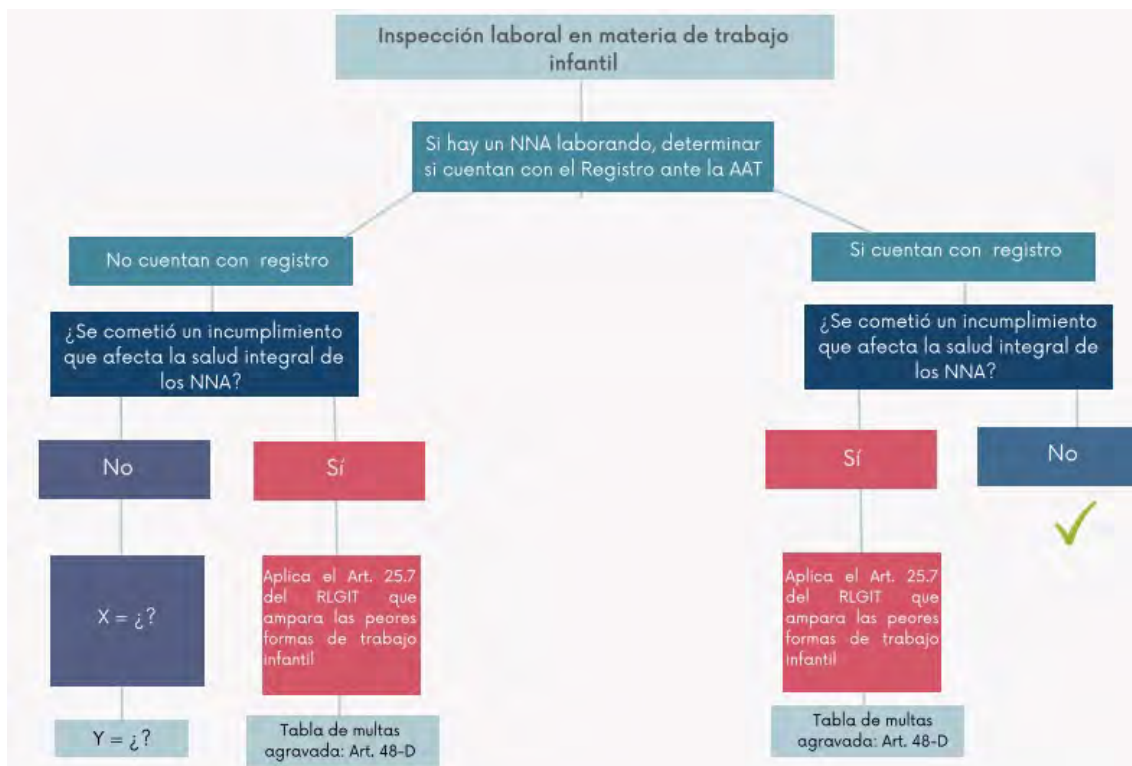 Inspección laboral en materia de trabajo
infantil
Si hay un NNA laborando, determinar
si cuentan con el Registro ante la AAT
No cuentan con registro
Si cuentan con registro
¿Se cometió un incumplimiento
que afecta la salud integral de
los NNA?
¿Se cometió un incumplimiento
que afecta la salud integral de
los NNA?
No
Sí
Sí
No
X = ¿?
Aplica el Art. 25.7
del RLGIT que
ampara las peores
formas de trabajo
infantil
Aplica el Art. 25.7
del RLGIT que
ampara las peores
formas de trabajo
infantil
Y = ¿?
Tabla de multas
agravada: Art. 48-D
Tabla de multas
agravada: Art. 48-D